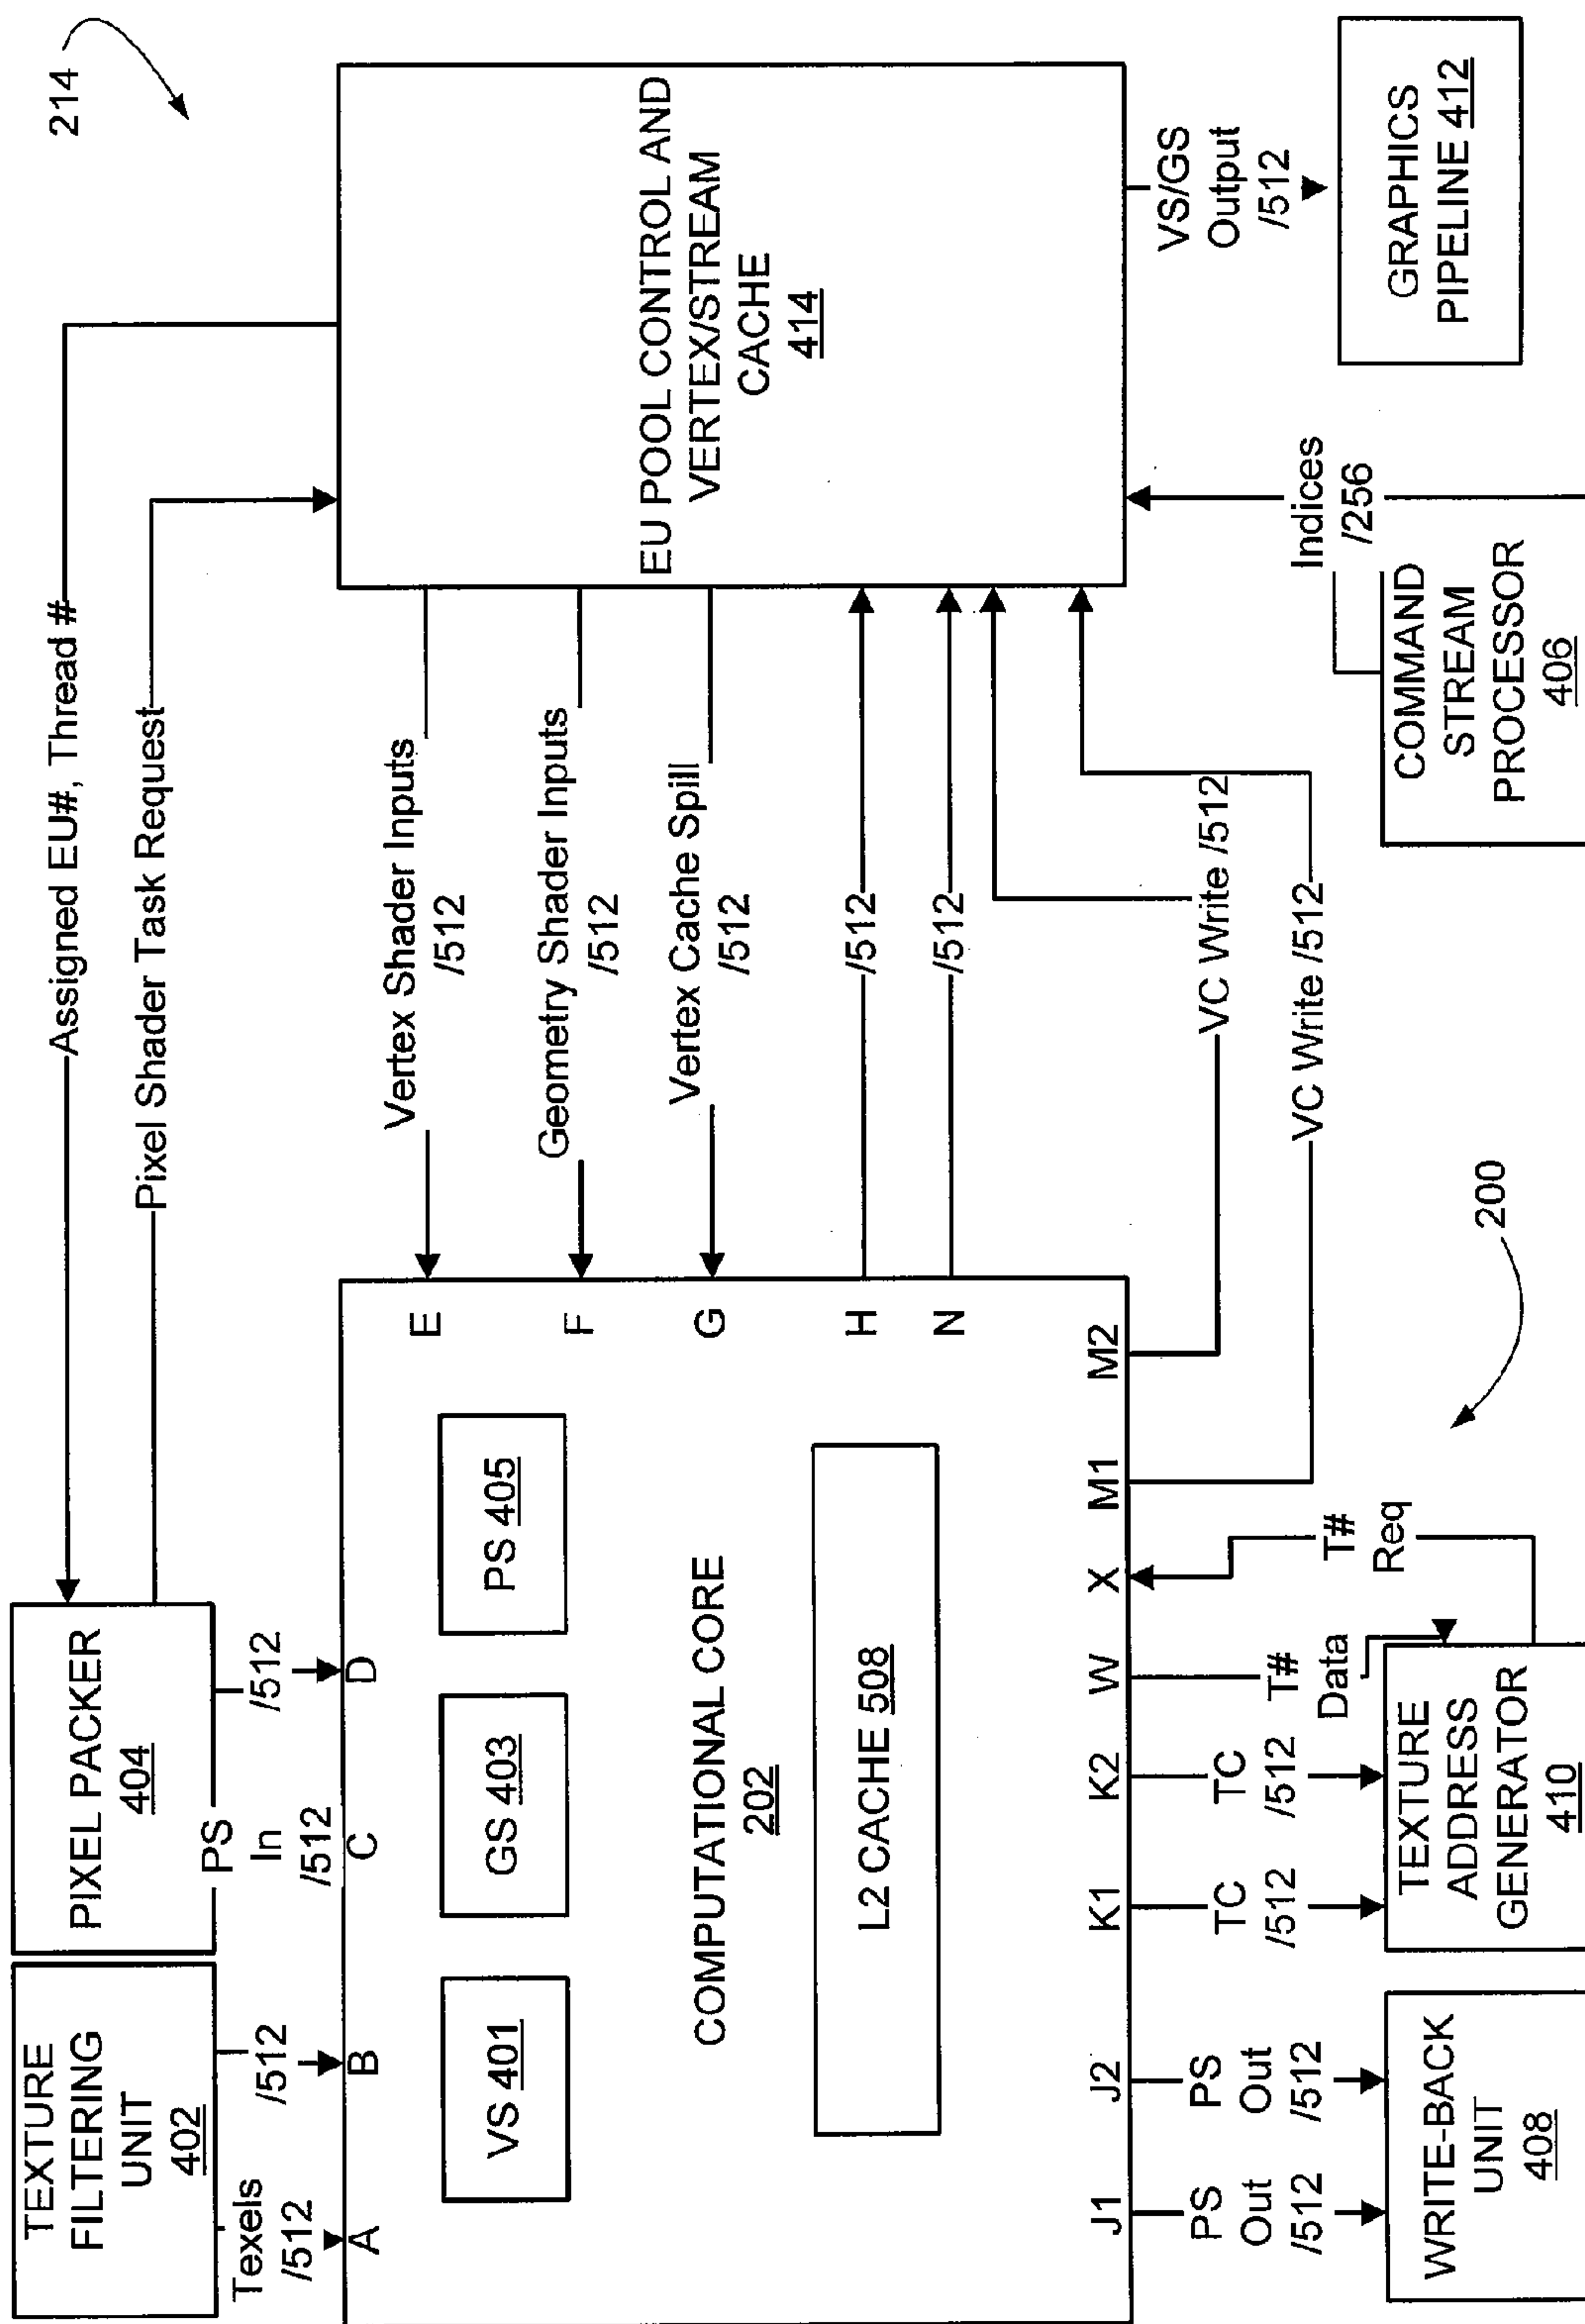 214
TEXTURE
FILTERING
UNIT
402
PIXEL PACKER
404
Assigned EU#, Thread #
Pixel Shader Task Request
Texels
/512
/512
PS
In
/512
/512
A
B
C
D
VS 401
GS 403
PS 405
COMPUTATIONAL CORE
202
L2 CACHE 508
E
F
G
H
N
Vertex Shader Inputs
/512
Geometry Shader Inputs
/512
Vertex Cache Spill
/512
/512
/512
EU POOL CONTROL AND
VERTEX/STREAM
CACHE
414
J1
J2
K1
K2
W
X
M1
M2
PS
Out
/512
PS
Out
/512
TC
/512
TC
/512
T#
Data
T#
Req
VC Write /512
VC Write /512
Indices
/256
VS/GS
Output
/512
WRITE-BACK
UNIT
408
TEXTURE
ADDRESS
GENERATOR
410
200
COMMAND
STREAM
PROCESSOR
406
GRAPHICS
PIPELINE 412